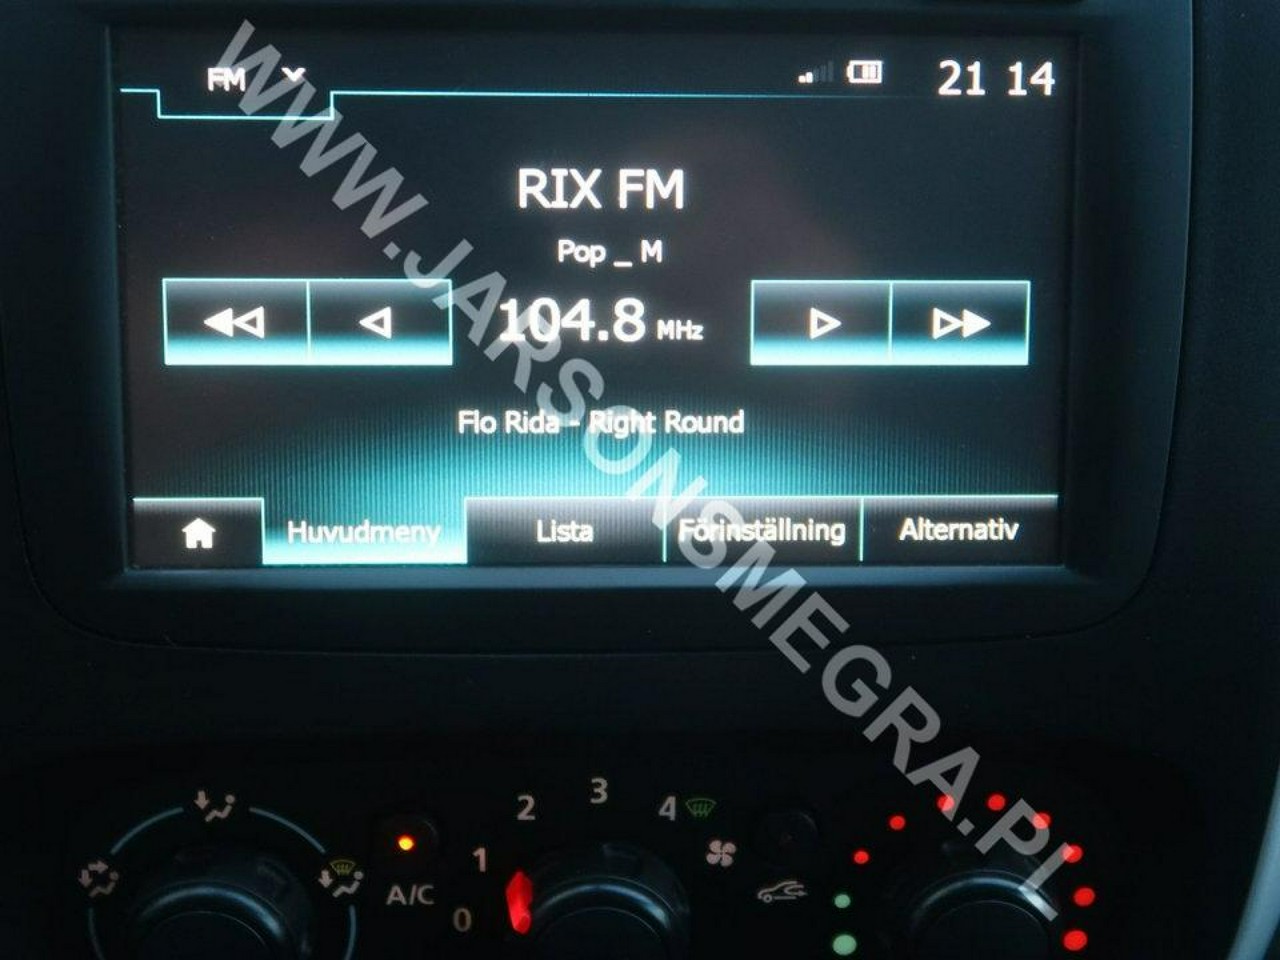 FM
21 14
RIX FM
Pop _ M
104.8 MHz
Flo Rida - Right Round
Huvudmeny
Lista
Förinställning
Alternativ
WWW.JARSONSMEGRA.PL
A/C
0
1
2
3
4